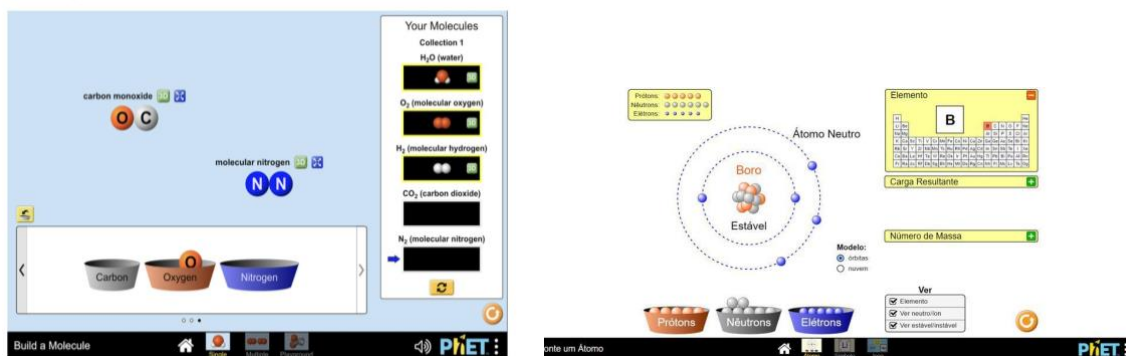 Your Molecules
Collection 1
H₂O (water)
3D
O₂ (molecular oxygen)
3D
H₂ (molecular hydrogen)
3D
CO₂ (carbon dioxide)
N₂ (molecular nitrogen)
carbon monoxide 3D
O C
molecular nitrogen 3D
N N
O
Carbon
Oxygen
Nitrogen
Build a Molecule
Single
Multiple
Playground
PhET
Prótons:
Nêutrons:
Elétrons:
Átomo Neutro
Boro
Estável
Elemento
B
Carga Resultante
Número de Massa
Modelo:
órbitas
nuvem
Ver
Elemento
Ver neutro/íon
Ver estável/instável
Prótons
Nêutrons
Elétrons
onte um Átomo
PhET